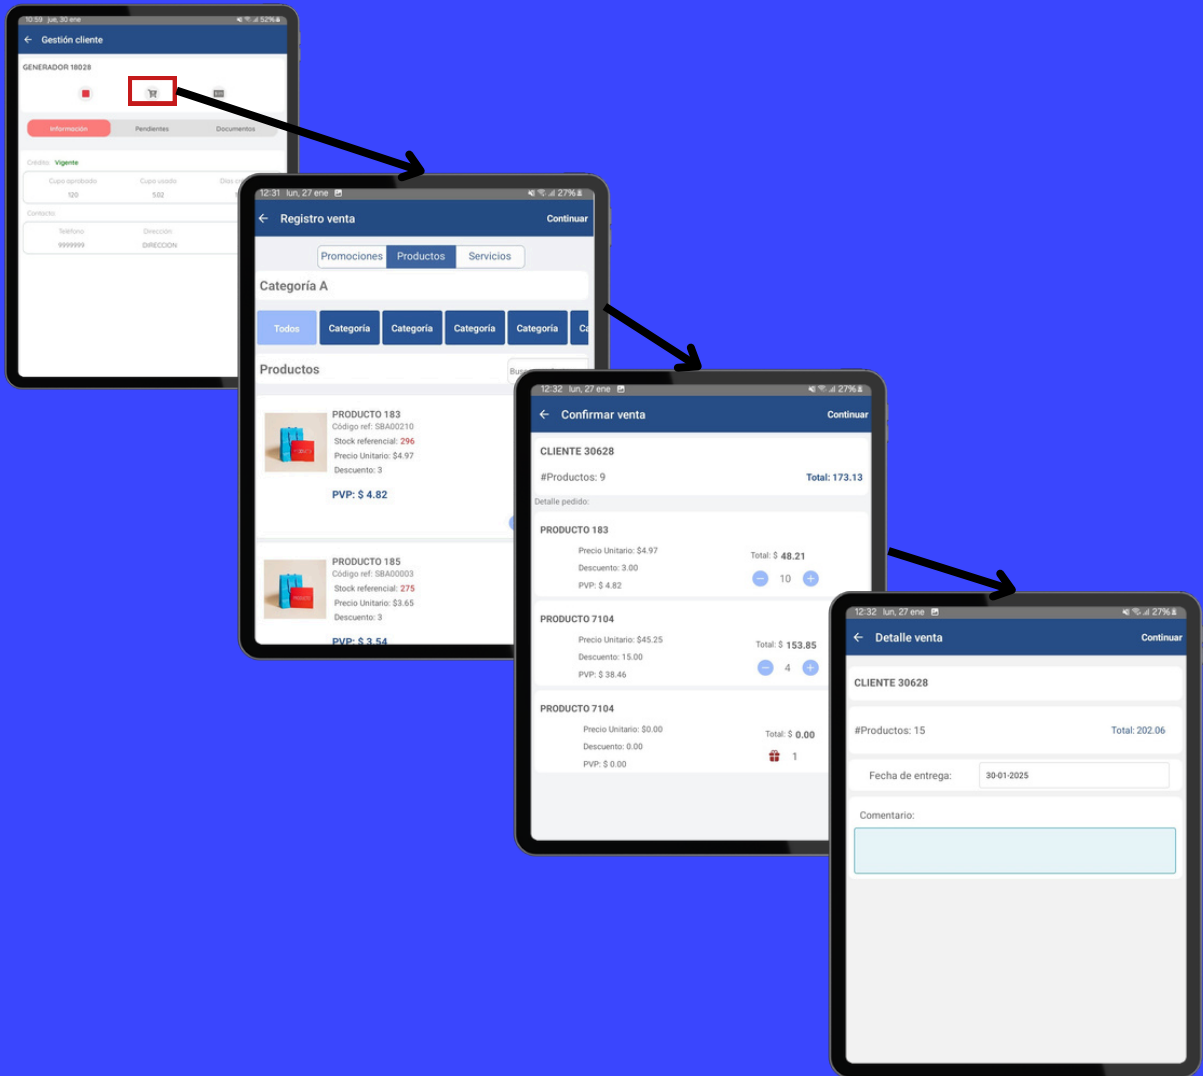 10:59 jue, 30 ene 52%
Gestión cliente
GENERADOR 18028
Información Pendientes Documentos
Crédito: Vigente
Cupo aprobado Cupo usado Días
120 502
Contacto:
Teléfono Dirección
9999999 DIRECCION
12:31 lun, 27 ene 27%
Registro venta Continuar
Promociones Productos Servicios
Categoría A
Todos Categoría Categoría Categoría Categoría Ca
Productos
PRODUCTO 183
Código ref: SBA00210
Stock referencial: 296
Precio Unitario: $4.97
Descuento: 3
PVP: $ 4.82
PRODUCTO 185
Código ref: SBA00003
Stock referencial: 275
Precio Unitario: $3.65
Descuento: 3
PVP: $ 3.54
12:32 lun, 27 ene 27%
Confirmar venta Continuar
CLIENTE 30628
#Productos: 9 Total: 173.13
Detalle pedido:
PRODUCTO 183
Precio Unitario: $4.97
Descuento: 3.00
PVP: $ 4.82
Total: $ 48.21
10
PRODUCTO 7104
Precio Unitario: $45.25
Descuento: 15.00
PVP: $ 38.46
Total: $ 153.85
4
PRODUCTO 7104
Precio Unitario: $0.00
Descuento: 0.00
PVP: $ 0.00
Total: $ 0.00
1
12:32 lun, 27 ene 27%
Detalle venta Continuar
CLIENTE 30628
#Productos: 15 Total: 202.06
Fecha de entrega: 30-01-2025
Comentario: